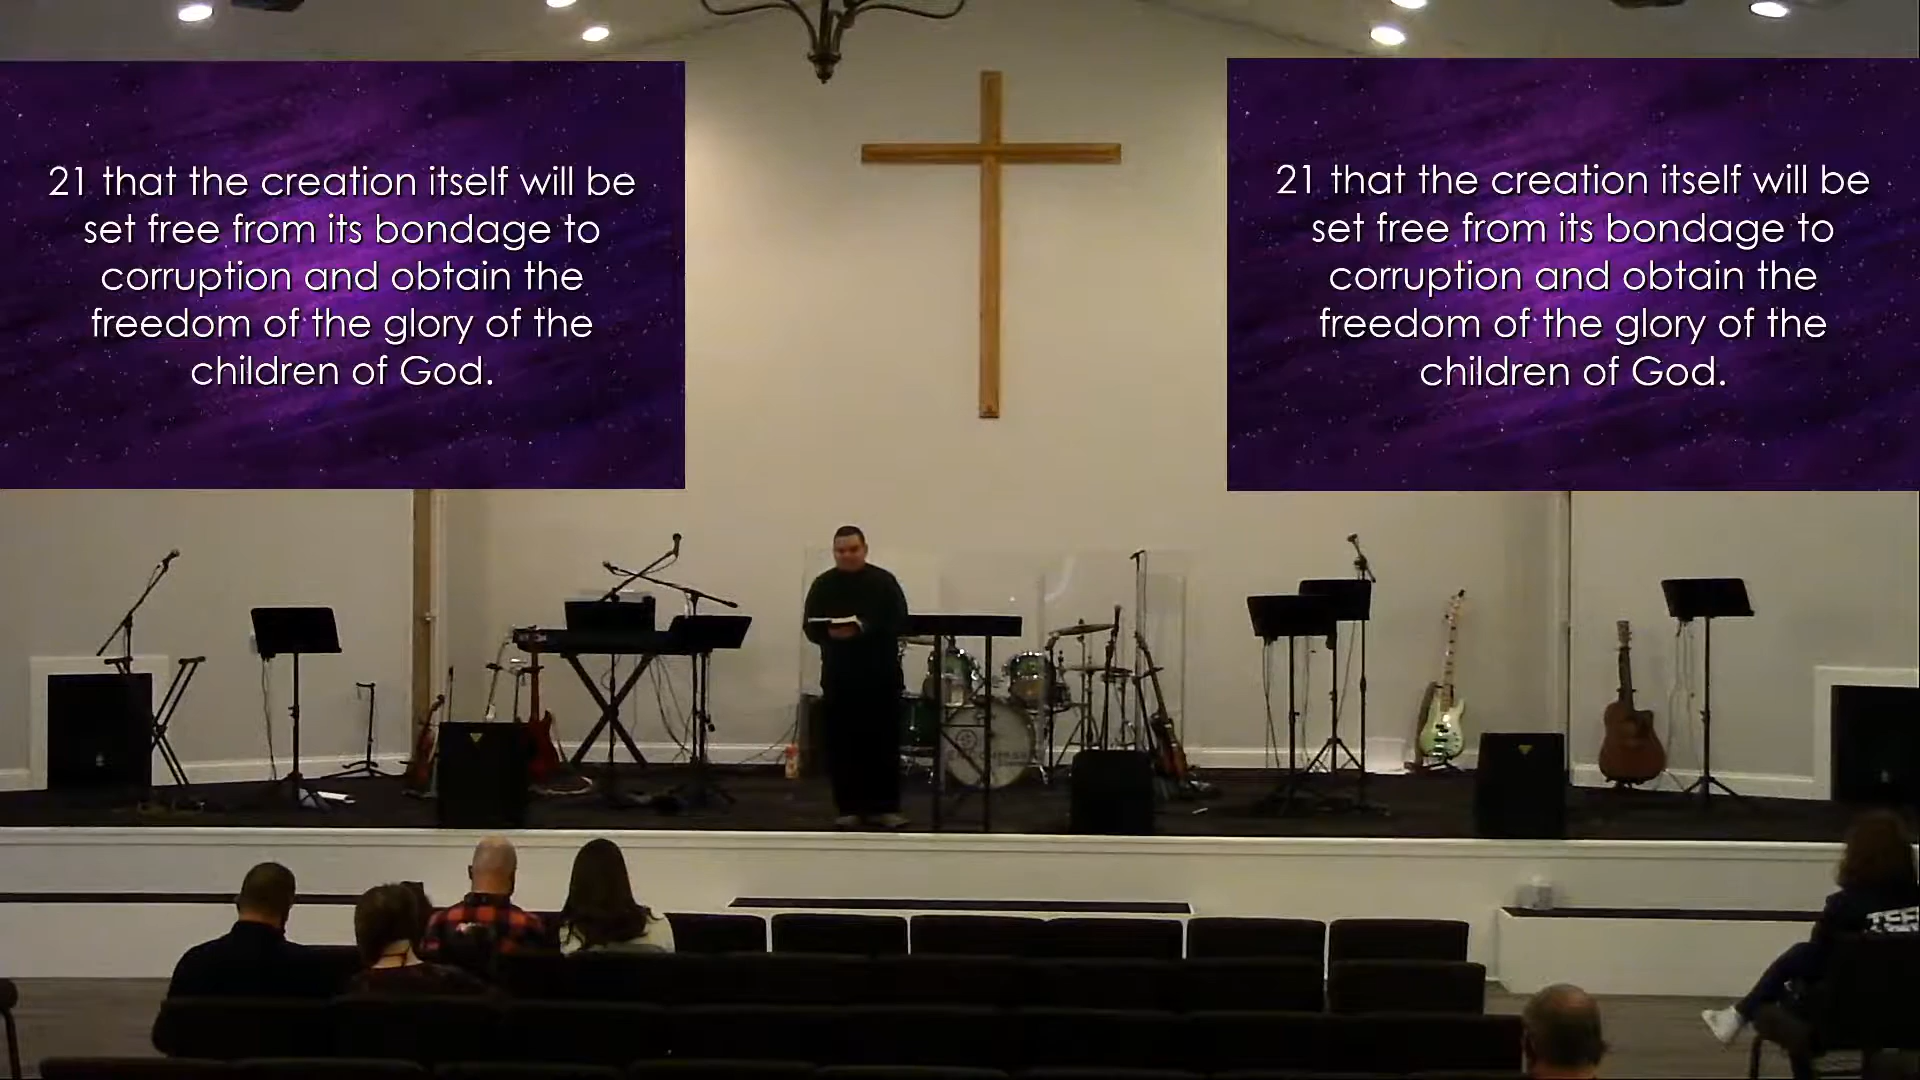 21 that the creation itself will be
set free from its bondage to
corruption and obtain the
freedom of the glory of the
children of God.
21 that the creation itself will be
set free from its bondage to
corruption and obtain the
freedom of the glory of the
children of God.